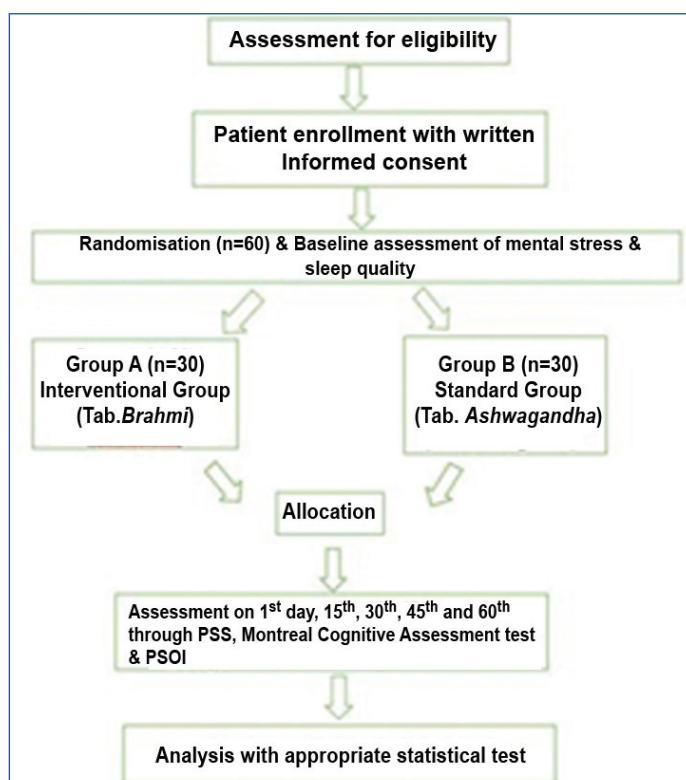 Assessment for eligibility
Patient enrollment with written
Informed consent
Randomisation (n=60) & Baseline assessment of mental stress &
sleep quality
Group A (n=30)
Interventional Group
(Tab.Brahmi)
Group B (n=30)
Standard Group
(Tab. Ashwagandha)
Allocation
Assessment on 1st day, 15th, 30th, 45th and 60th
through PSS, Montreal Cognitive Assessment test
& PSOI
Analysis with appropriate statistical test